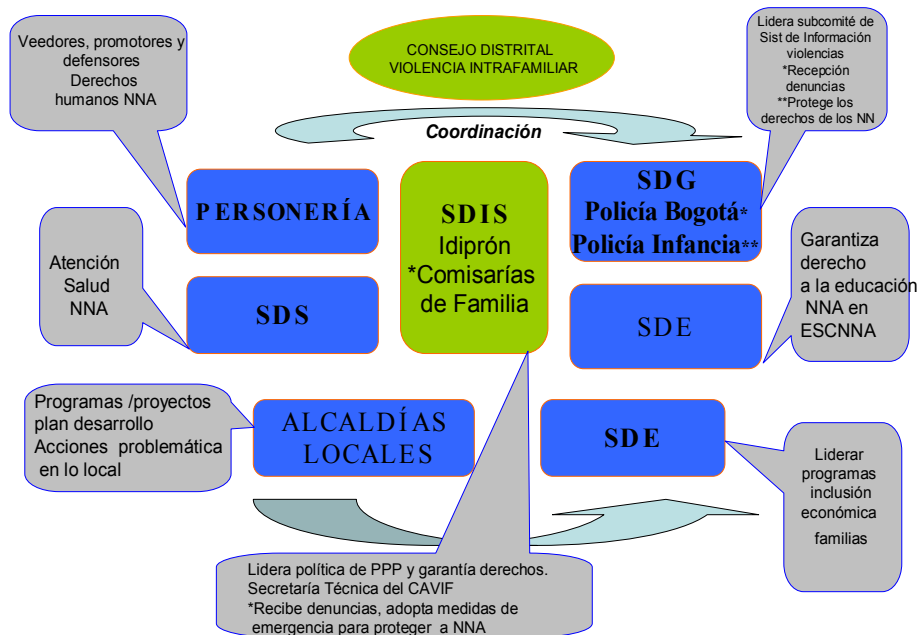 Veedores, promotores y
defensores
Derechos
humanos NNA
CONSEJO DISTRITAL
VIOLENCIA INTRAFAMILIAR
Lidera subcomité de
Sist de Información
violencias
*Recepción
denuncias
**Protege los
derechos de los NN
Coordinación
PERSONERÍA
SDIS
Idiprón
*Comisarías
de Familia
SDG
Policía Bogotá*
Policía Infancia**
Atención
Salud
NNA
SDS
SDE
Garantiza
derecho
a la educación
NNA en
ESCNNA
Programas /proyectos
plan desarrollo
Acciones problemática
en lo local
ALCALDÍAS
LOCALES
SDE
Liderar
programas
inclusión
económica
familias
Lidera política de PPP y garantía derechos.
Secretaría Técnica del CAVIF
*Recibe denuncias, adopta medidas de
emergencia para proteger a NNA